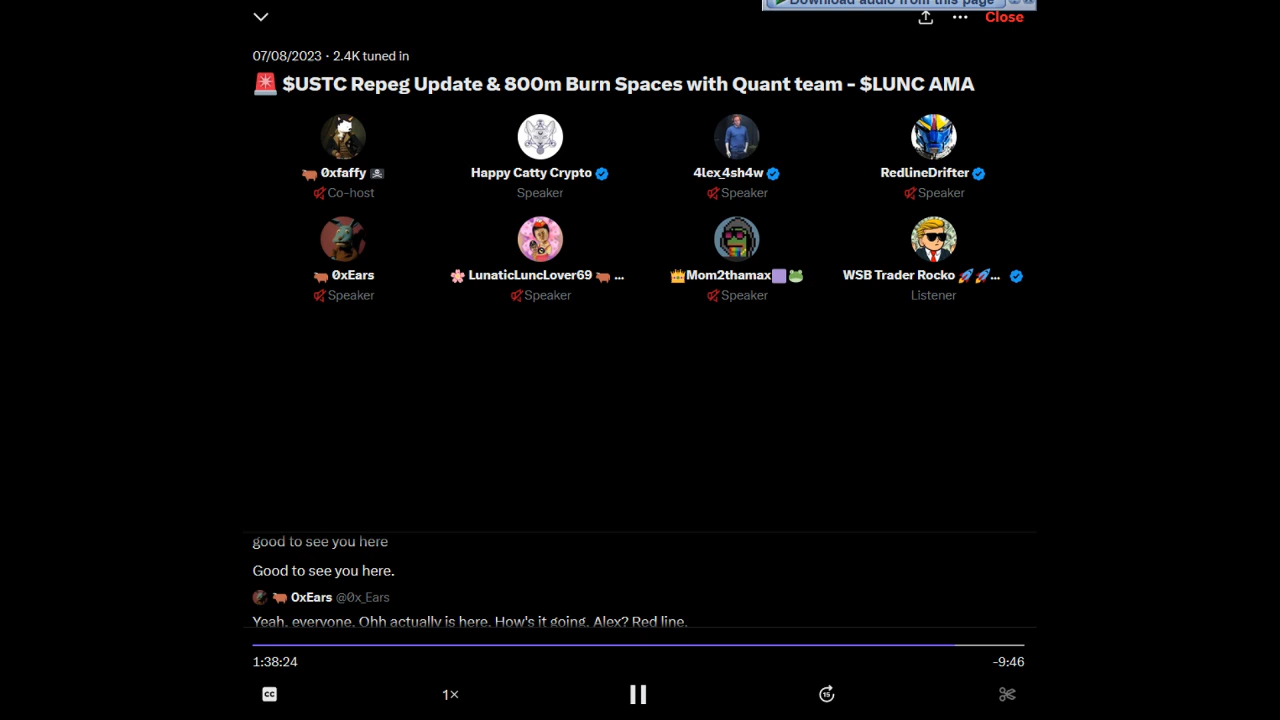 Download audio from this page
Close
07/08/2023 · 2.4K tuned in
$USTC Repeg Update & 800m Burn Spaces with Quant team - $LUNC AMA
0xfaffy
Happy Catty Crypto
4lex_4sh4w
RedlineDrifter
Co-host
Speaker
Speaker
Speaker
0xEars
LunaticLuncLover69 ...
Mom2thamax
WSB Trader Rocko ...
Speaker
Speaker
Speaker
Listener
good to see you here
Good to see you here.
0xEars @0x_Ears
Yeah, everyone. Ohh actually is here. How's it going, Alex? Red line.
1:38:24
-9:46
CC
1×
15